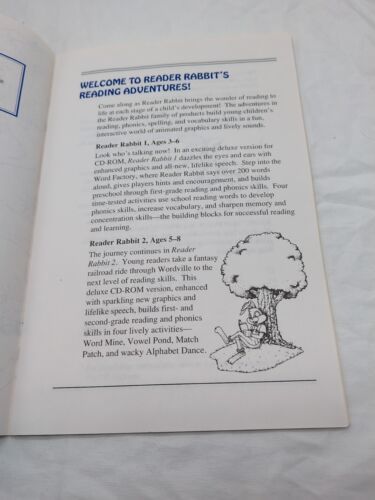 WELCOME TO READER RABBIT'S
READING ADVENTURES!
Come along as Reader Rabbit brings the wonder of reading to
life at each stage of a child's development! The adventures in
the Reader Rabbit family of products build young children's
reading, phonics, spelling, and vocabulary skills in a fun,
interactive world of animated graphics and lively sounds.
Reader Rabbit 1, Ages 3–6
Look who's talking now! In an exciting deluxe version for
CD-ROM, Reader Rabbit 1 dazzles the eyes and ears with
enhanced graphics and all-new, lifelike speech. Step into the
Word Factory, where Reader Rabbit says over 200 words
aloud, gives players hints and encouragement, and builds
preschool through first-grade reading and phonics skills. Four
time-tested activities use school reading words to develop
phonics skills, increase vocabulary, and sharpen memory and
concentration skills—the building blocks for successful reading
and learning.
Reader Rabbit 2, Ages 5–8
The journey continues in Reader
Rabbit 2. Young readers take a fantasy
railroad ride through Wordville to the
next level of reading skills. This
deluxe CD-ROM version, enhanced
with sparkling new graphics and
lifelike speech, builds first- and
second-grade reading and phonics
skills in four lively activities—
Word Mine, Vowel Pond, Match
Patch, and wacky Alphabet Dance.